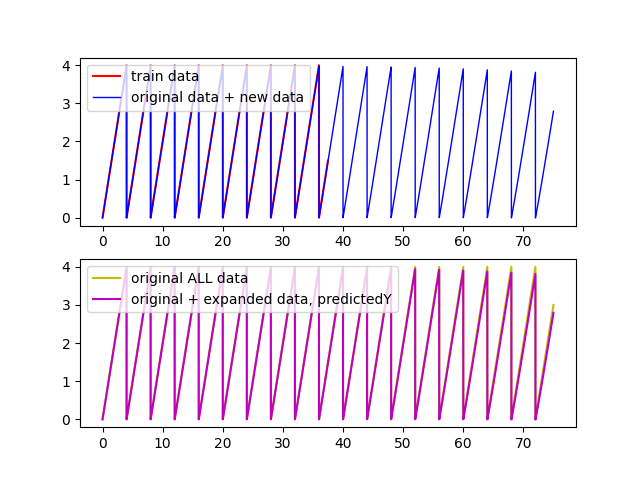 4
train data
original data + new data
3
2
1
0
0 10 20 30 40 50 60 70
4
original ALL data
original + expanded data, predictedY
3
2
1
0
0 10 20 30 40 50 60 70